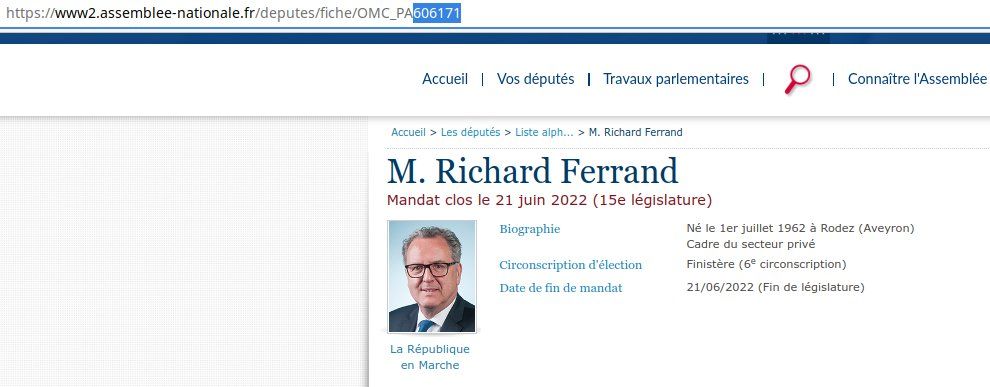 https://www2.assemblee-nationale.fr/deputes/fiche/OMC_PA606171
Accueil | Vos députés | Travaux parlementaires | | Connaître l'Assemblée
Accueil > Les députés > Liste alph... > M. Richard Ferrand
M. Richard Ferrand
Mandat clos le 21 juin 2022 (15e législature)
Biographie Né le 1er juillet 1962 à Rodez (Aveyron)
Cadre du secteur privé
Circonscription d'élection Finistère (6e circonscription)
Date de fin de mandat 21/06/2022 (Fin de législature)
La République
en Marche